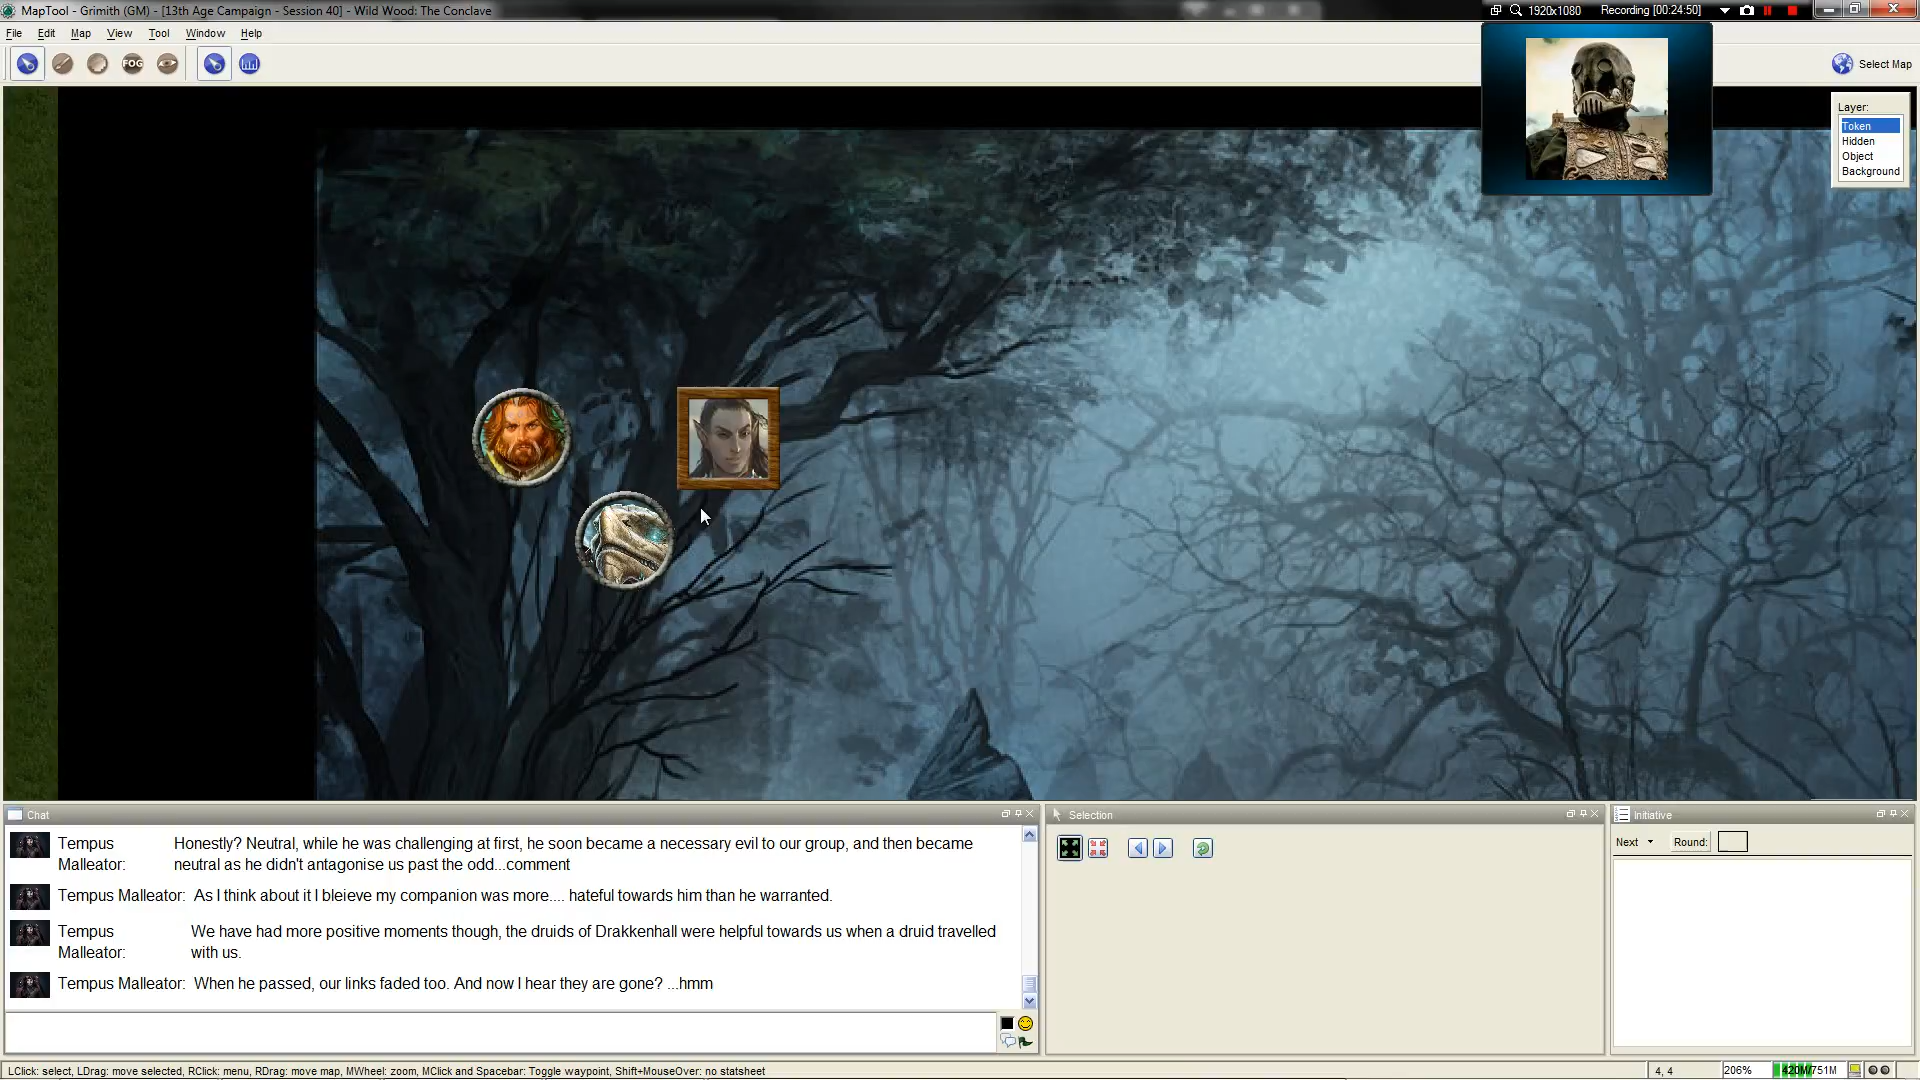 MapTool - Grimith (GM) - [13th Age Campaign - Session 40] - Wild Wood: The Conclave
1920x1080
Recording [00:24:50]
File Edit Map View Tool Window Help
FOG
Select Map
Layer:
Token
Hidden
Object
Background
Chat
Tempus Malleator: Honestly? Neutral, while he was challenging at first, he soon became a necessary evil to our group, and then became
neutral as he didn't antagonise us past the odd...comment
Tempus Malleator: As I think about it I bleieve my companion was more.... hateful towards him than he warranted.
Tempus Malleator: We have had more positive moments though, the druids of Drakkenhall were helpful towards us when a druid travelled
with us.
Tempus Malleator: When he passed, our links faded too. And now I hear they are gone? ...hmm
Selection
Initiative
Next
Round:
LClick: select, LDrag: move selected, RClick: menu, RDrag: move map, MWheel: zoom, MClick and Spacebar: Toggle waypoint, Shift+MouseOver: no statsheet
4, 4
206%
420M/751M